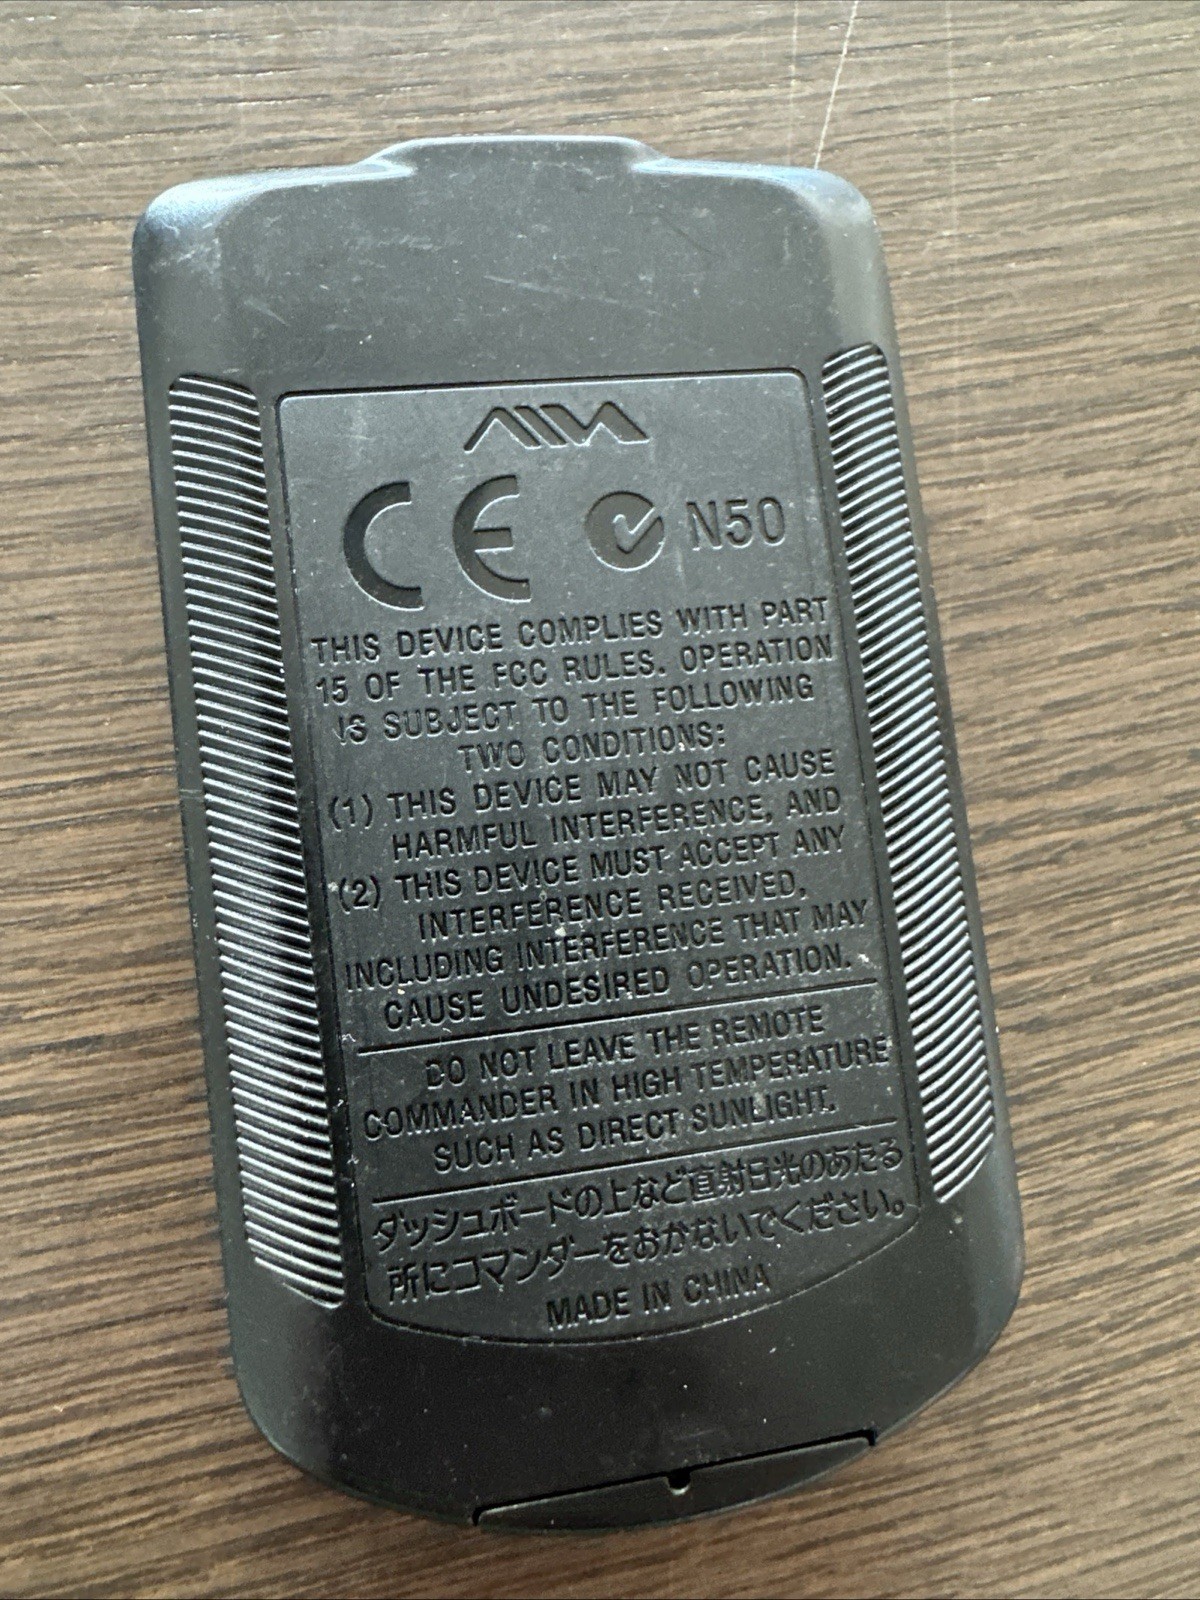 AIWA
CE N50
THIS DEVICE COMPLIES WITH PART
15 OF THE FCC RULES. OPERATION
IS SUBJECT TO THE FOLLOWING
TWO CONDITIONS:
(1) THIS DEVICE MAY NOT CAUSE
HARMFUL INTERFERENCE, AND
(2) THIS DEVICE MUST ACCEPT ANY
INTERFERENCE RECEIVED,
INCLUDING INTERFERENCE THAT MAY
CAUSE UNDESIRED OPERATION.
DO NOT LEAVE THE REMOTE
COMMANDER IN HIGH TEMPERATURE
SUCH AS DIRECT SUNLIGHT.
ダッシュボードの上など直射日光のあたる
所にコマンダーをおかないでください。
MADE IN CHINA